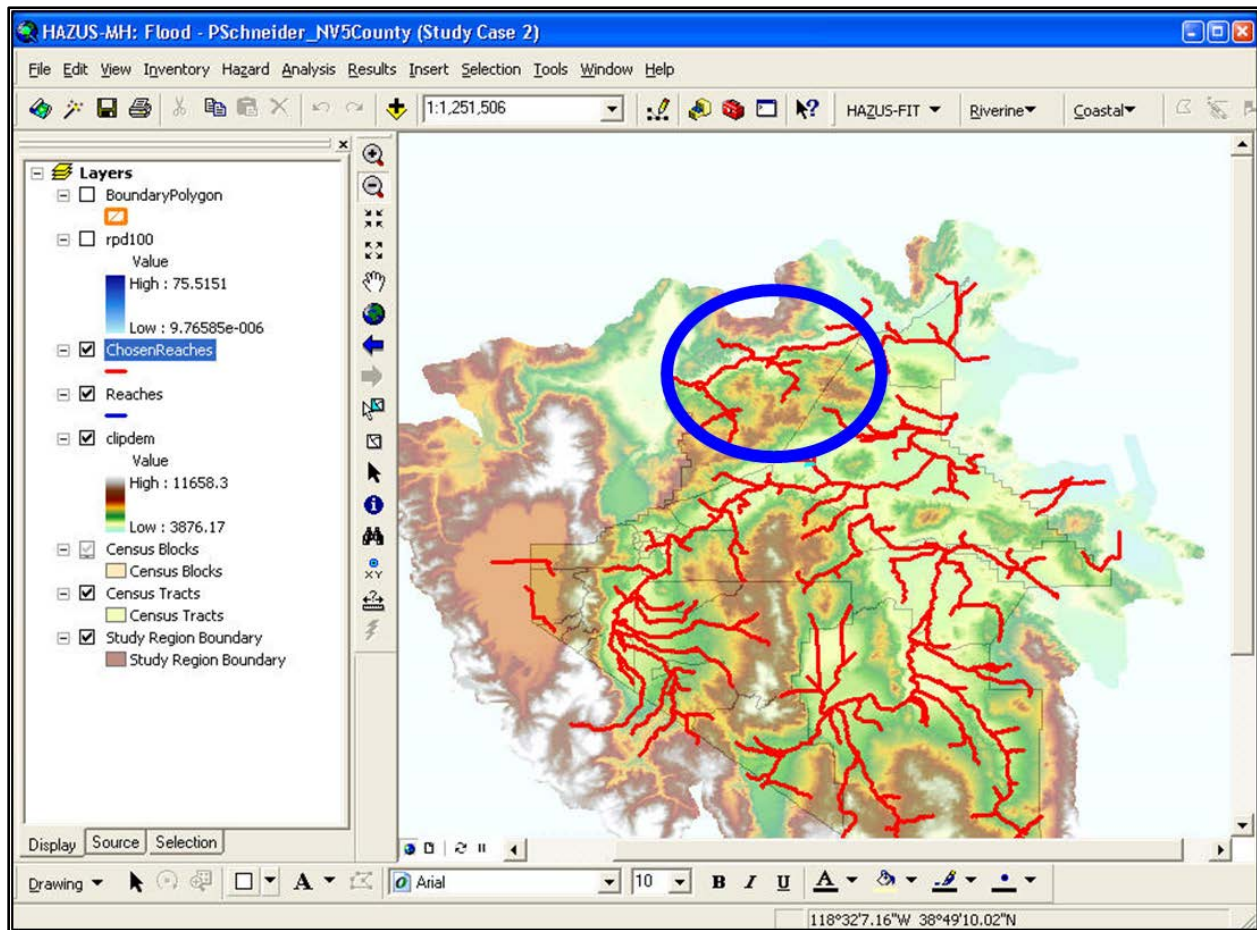 HAZUS-MH: Flood - PSchneider_NV5County (Study Case 2)
File Edit View Inventory Hazard Analysis Results Insert Selection Tools Window Help
1:1,251,506 HAZUS-FIT Riverine Coastal
Layers
BoundaryPolygon
rpd100
Value
High : 75.5151
Low : 9.76585e-006
ChosenReaches
Reaches
clipdem
Value
High : 11658.3
Low : 3876.17
Census Blocks
Census Blocks
Census Tracts
Census Tracts
Study Region Boundary
Study Region Boundary
XY
Display Source Selection
Drawing A Arial 10 B I U A
118°32'7.16"W 38°49'10.02"N